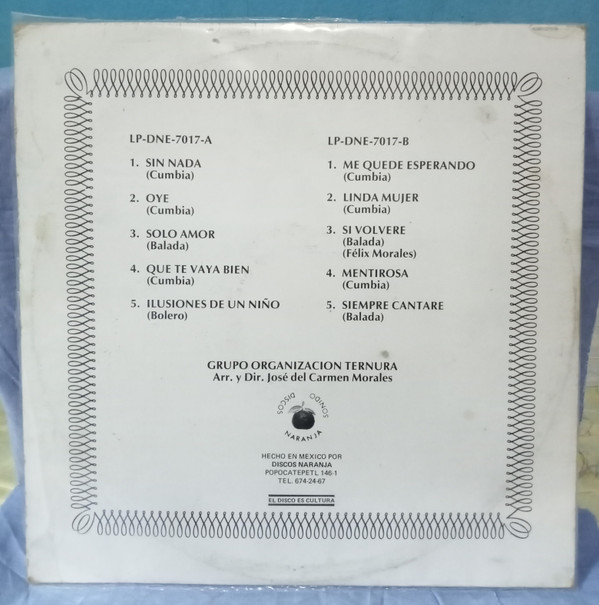 LP-DNE-7017-A
1. SIN NADA
(Cumbia)
2. OYE
(Cumbia)
3. SOLO AMOR
(Balada)
4. QUE TE VAYA BIEN
(Cumbia)
5. ILUSIONES DE UN NIÑO
(Bolero)
LP-DNE-7017-B
1. ME QUEDE ESPERANDO
(Cumbia)
2. LINDA MUJER
(Cumbia)
3. SI VOLVERE
(Balada)
(Félix Morales)
4. MENTIROSA
(Cumbia)
5. SIEMPRE CANTARE
(Balada)
GRUPO ORGANIZACION TERNURA
Arr. y Dir. José del Carmen Morales
DISCOS SONIDO
NARANJA
HECHO EN MEXICO POR
DISCOS NARANJA
POPOCATEPETL 146-1
TEL. 674-24-67
EL DISCO ES CULTURA